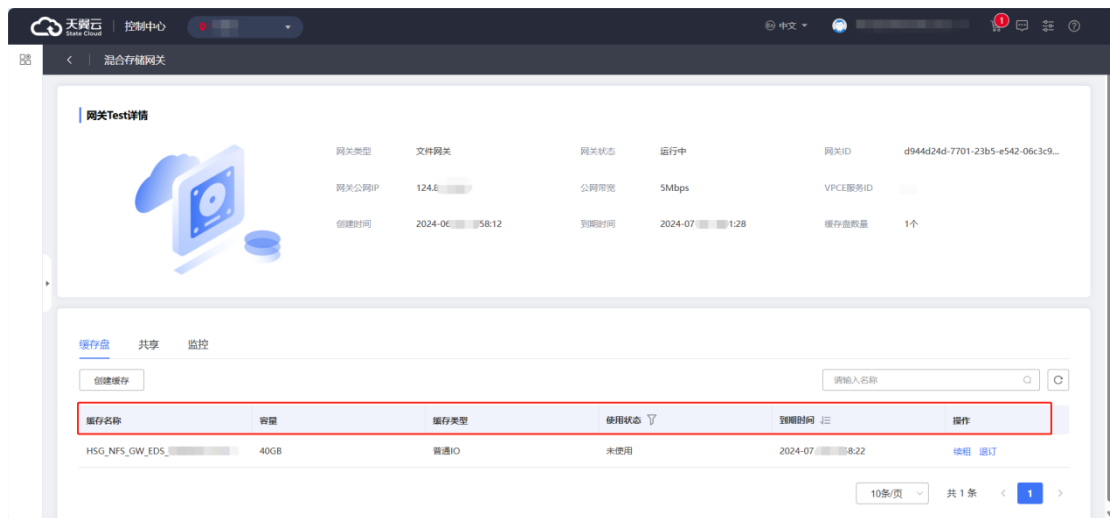 天翼云 State Cloud 控制中心 中文 1
混合存储网关
网关Test详情
网关类型 文件网关 网关状态 运行中 网关ID d944d24d-7701-23b5-e542-06c3c9...
网关公网IP 124.8 公网带宽 5Mbps VPCE服务ID
创建时间 2024-06 58:12 到期时间 2024-07 1:28 缓存盘数量 1个
缓存盘 共享 监控
创建缓存 请输入名称
缓存名称 容量 缓存类型 使用状态 到期时间 操作
HSG_NFS_GW_EDS_ 40GB 普通IO 未使用 2024-07 8:22 续租 退订
10条/页 共 1 条 1